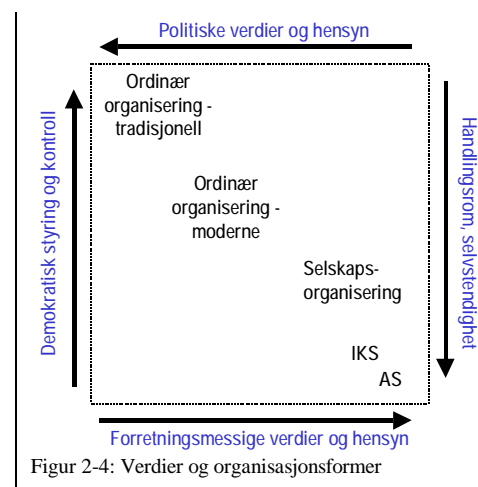 Politiske verdier og hensyn
Ordinær
organisering -
tradisjonell
Demokratisk styring og kontroll
Handlingsrom, selvstendighet
Ordinær
organisering -
moderne
Selskaps-
organisering
IKS
AS
Forretningsmessige verdier og hensyn
Figur 2-4: Verdier og organisasjonsformer